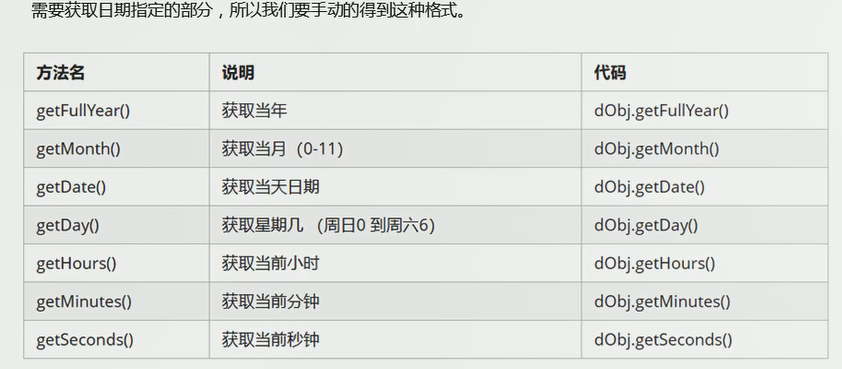 需要获取日期指定的部分，所以我们要手动的得到这种格式。
方法名 说明 代码
getFullYear() 获取当年 dObj.getFullYear()
getMonth() 获取当月（0-11） dObj.getMonth()
getDate() 获取当天日期 dObj.getDate()
getDay() 获取星期几 （周日0 到周六6） dObj.getDay()
getHours() 获取当前小时 dObj.getHours()
getMinutes() 获取当前分钟 dObj.getMinutes()
getSeconds() 获取当前秒钟 dObj.getSeconds()